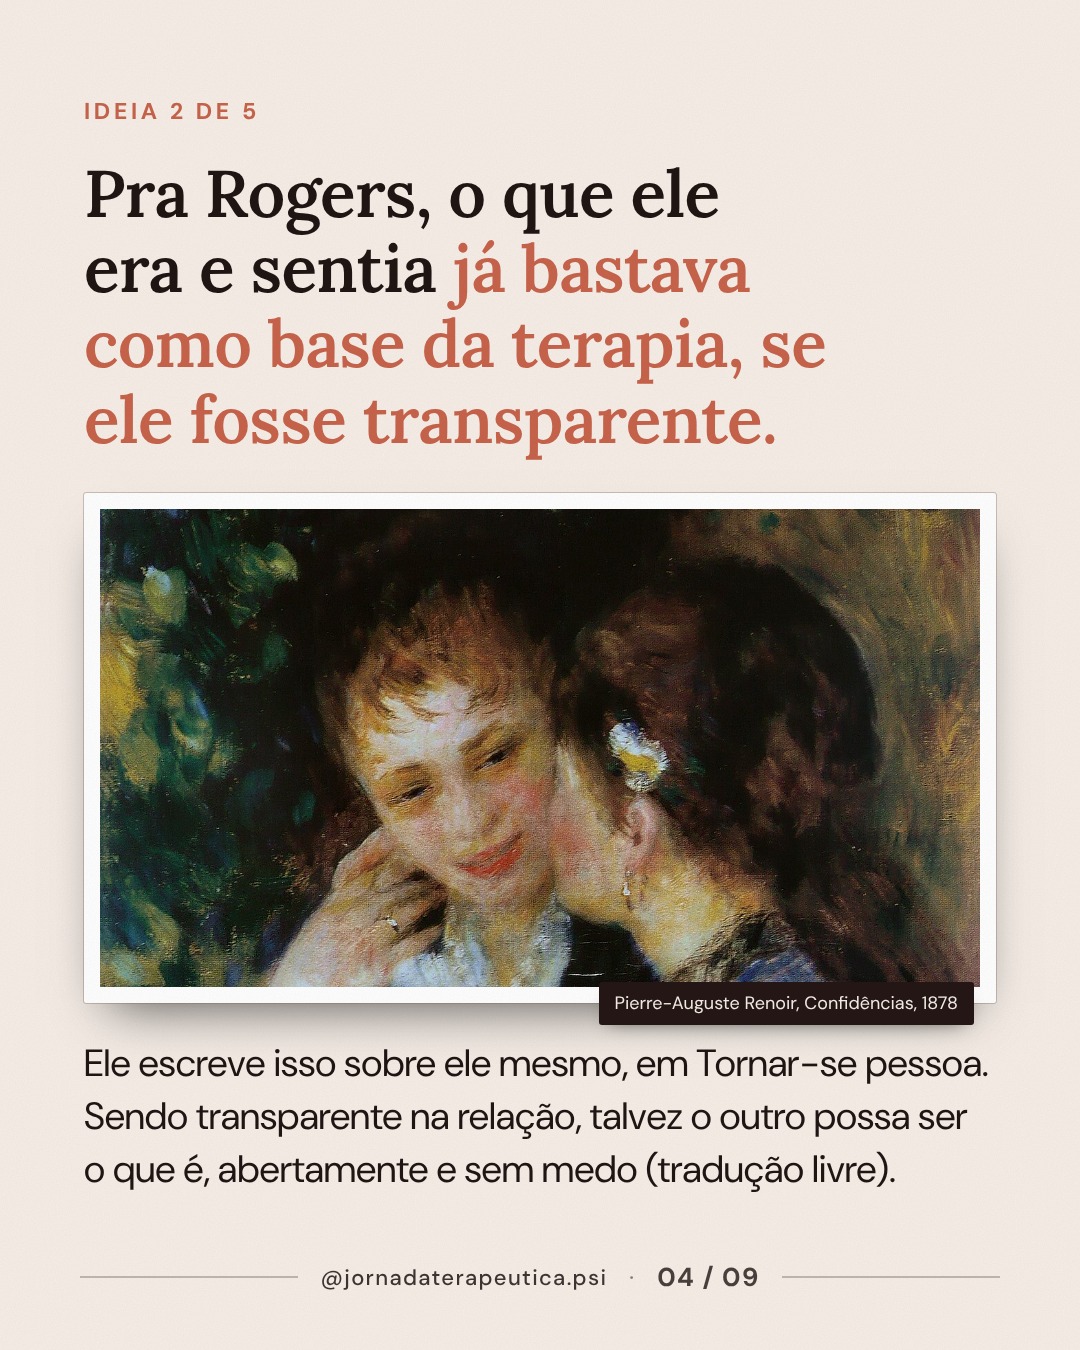 IDEIA 2 DE 5
Pra Rogers, o que ele
era e sentia já bastava
como base da terapia, se
ele fosse transparente.
Pierre-Auguste Renoir, Confidências, 1878
Ele escreve isso sobre ele mesmo, em Tornar-se pessoa.
Sendo transparente na relação, talvez o outro possa ser
o que é, abertamente e sem medo (tradução livre).
@jornadaterapeutica.psi · 04 / 09